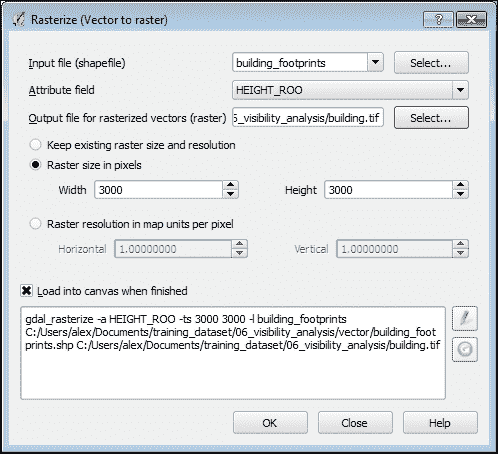 Rasterize (Vector to raster)
?
Input file (shapefile) building_footprints Select...
Attribute field HEIGHT_ROO
Output file for rasterized vectors (raster) 5_visibility_analysis/building.tif Select...
Keep existing raster size and resolution
Raster size in pixels
Width 3000 Height 3000
Raster resolution in map units per pixel
Horizontal 1.00000000 Vertical 1.00000000
Load into canvas when finished
gdal_rasterize -a HEIGHT_ROO -ts 3000 3000 -l building_footprints
C:/Users/alex/Documents/training_dataset/06_visibility_analysis/vector/building_foot
prints.shp C:/Users/alex/Documents/training_dataset/06_visibility_analysis/building.tif
OK Close Help